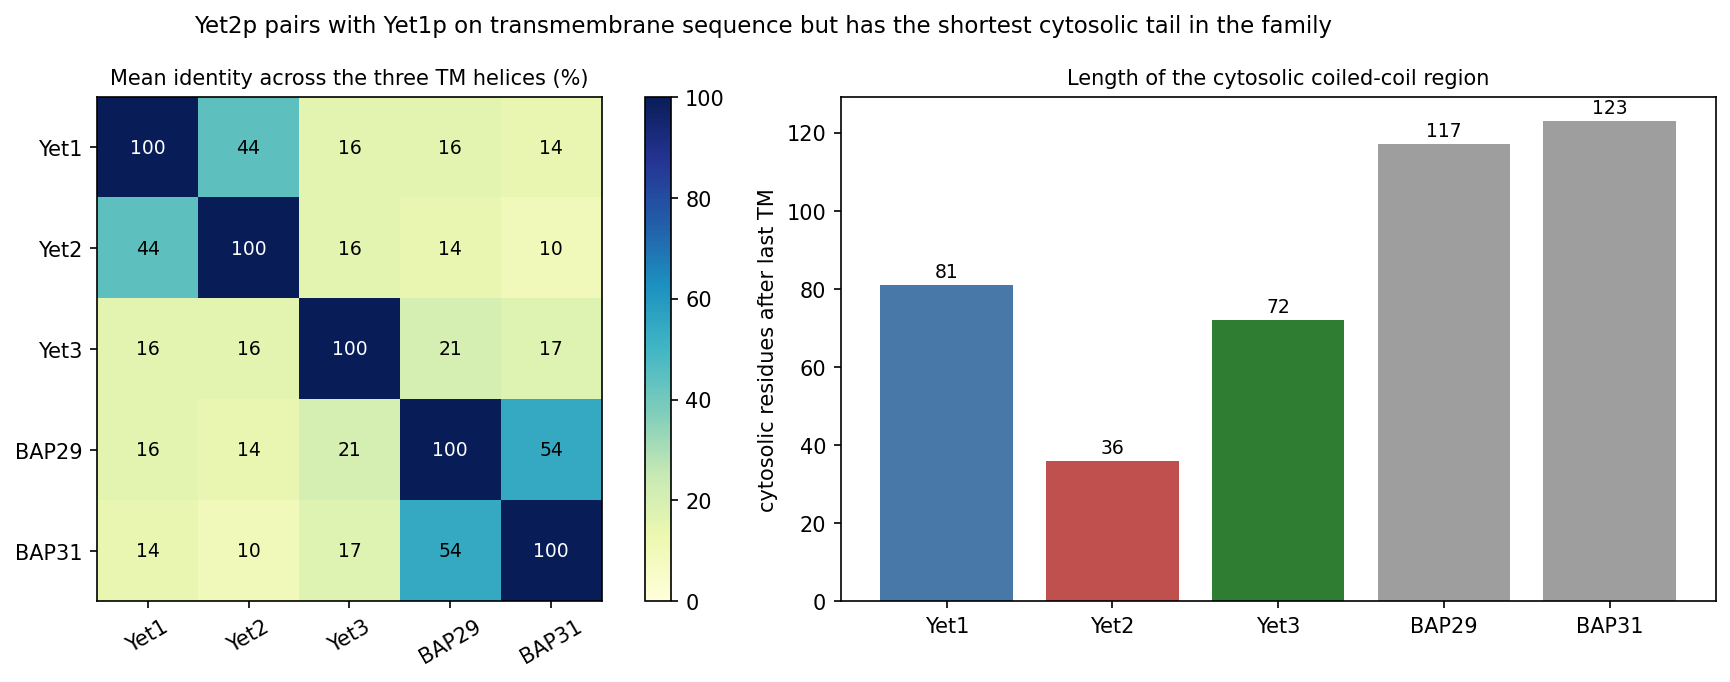 Yet2p pairs with Yet1p on transmembrane sequence but has the shortest cytosolic tail in the family
Mean identity across the three TM helices (%)
Yet1
Yet2
Yet3
BAP29
BAP31
100 44 16 16 14
44 100 16 14 10
16 16 100 21 17
16 14 21 100 54
14 10 17 54 100
Yet1 Yet2 Yet3 BAP29 BAP31
100
80
60
40
20
0
Length of the cytosolic coiled-coil region
cytosolic residues after last TM
120
100
80
60
40
20
0
81 36 72 117 123
Yet1 Yet2 Yet3 BAP29 BAP31